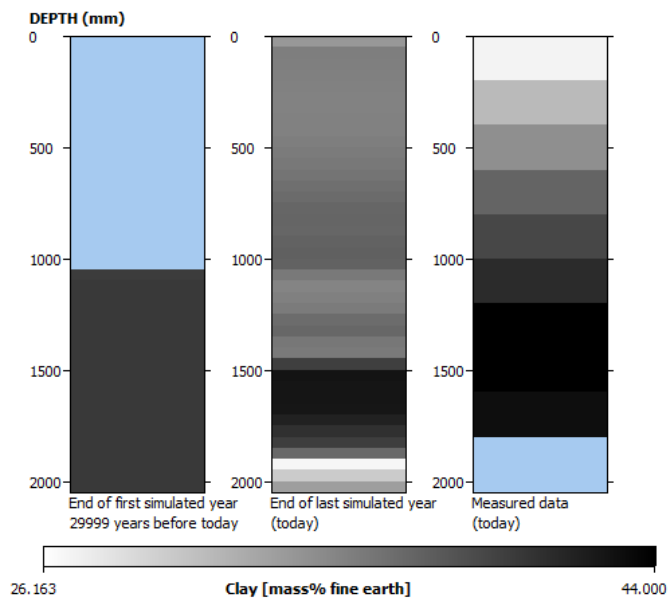 DEPTH (mm)
0 0 0
500 500 500
1000 1000 1000
1500 1500 1500
2000 2000 2000
End of first simulated year End of last simulated year Measured data
29999 years before today (today) (today)
26.163 Clay [mass% fine earth] 44.000